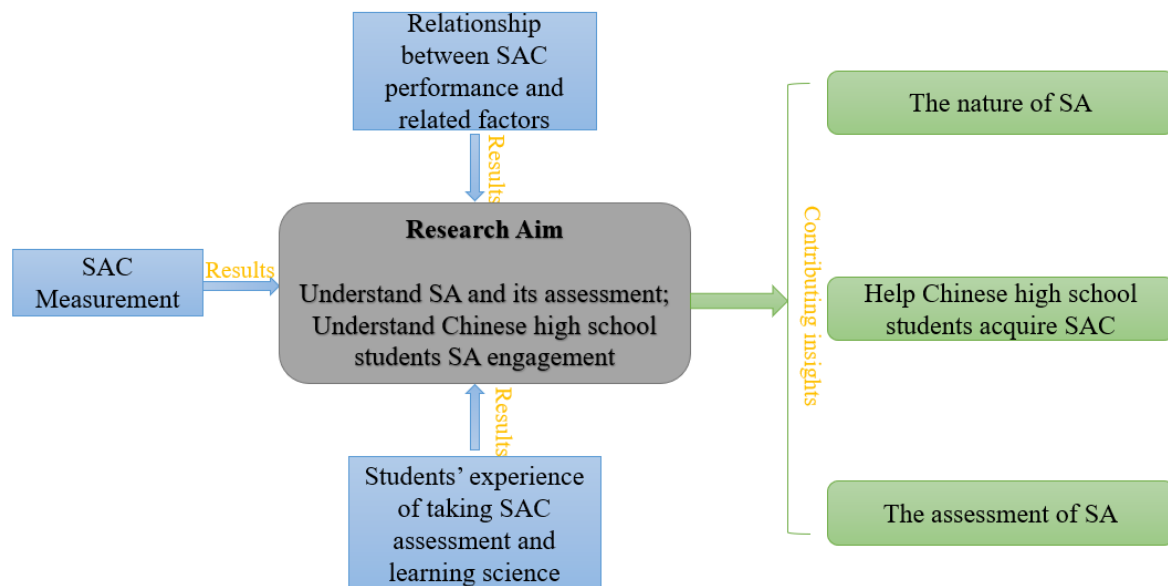 Relationship
between SAC
performance and
related factors
Results
The nature of SA
SAC
Measurement
Results
Research Aim
Understand SA and its assessment;
Understand Chinese high school
students SA engagement
Contributing insights
Help Chinese high school
students acquire SAC
Results
Students’ experience
of taking SAC
assessment and
learning science
The assessment of SA